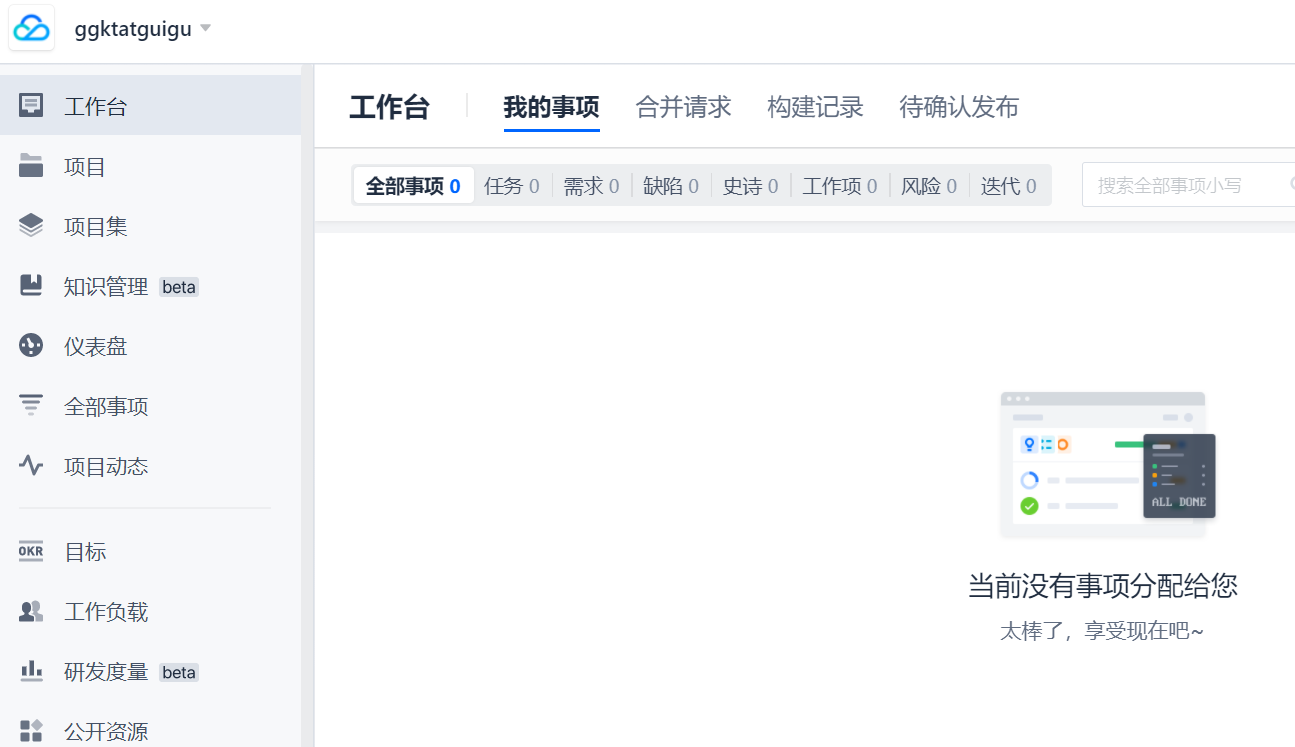 ggktatguigu
工作台
项目
项目集
知识管理 beta
仪表盘
全部事项
项目动态
OKR 目标
工作负载
研发度量 beta
公开资源
工作台 我的事项 合并请求 构建记录 待确认发布
全部事项 0 任务 0 需求 0 缺陷 0 史诗 0 工作项 0 风险 0 迭代 0 搜索全部事项小写
ALL DONE
当前没有事项分配给您
太棒了，享受现在吧~